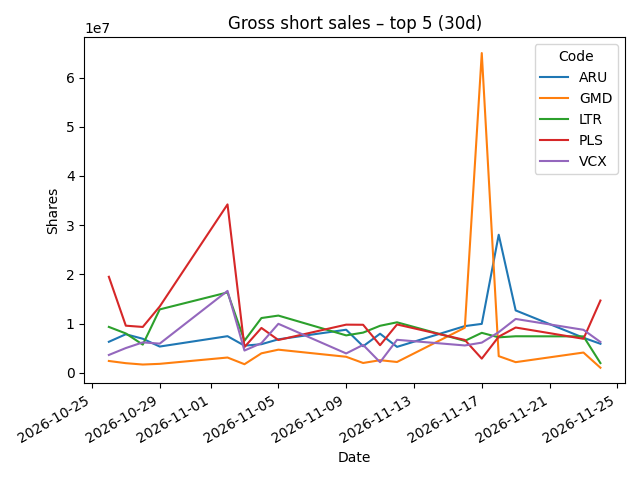 Gross short sales – top 5 (30d)
1e7
Code
ARU
GMD
LTR
PLS
VCX
Shares
6
5
4
3
2
1
0
2026-10-25
2026-10-29
2026-11-01
2026-11-05
2026-11-09
2026-11-13
2026-11-17
2026-11-21
2026-11-25
Date